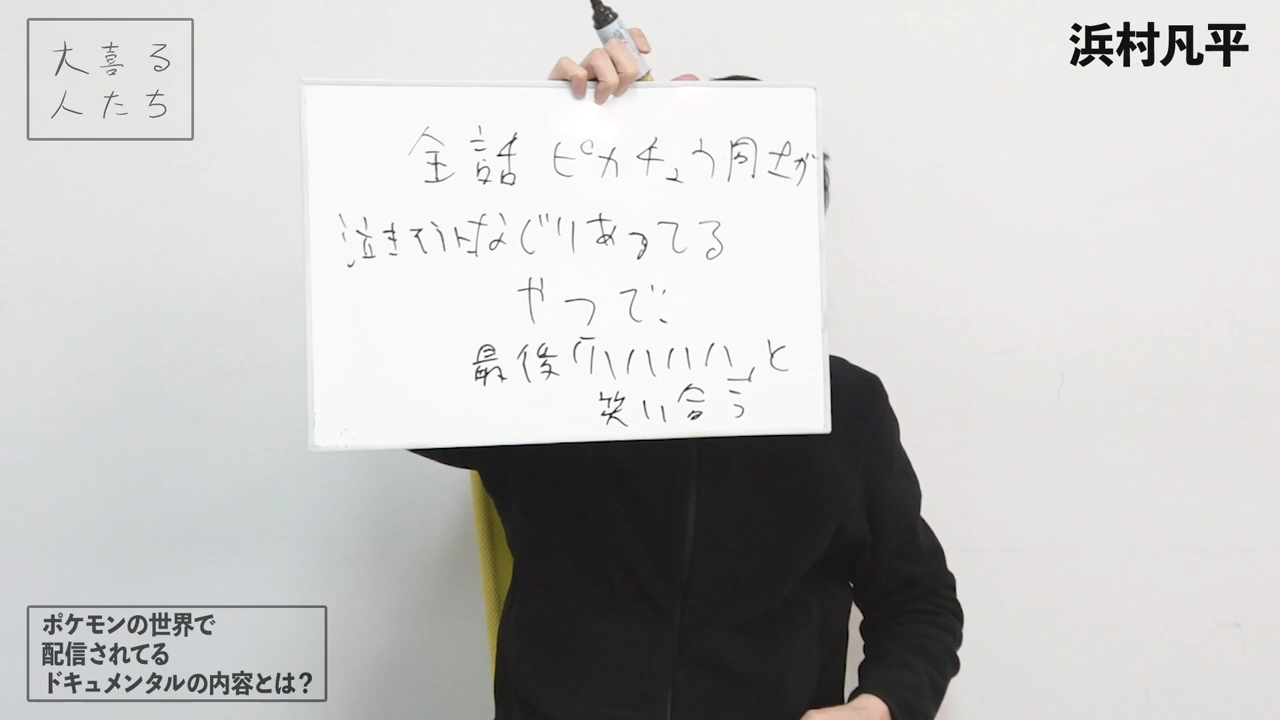 大喜る
人たち
浜村凡平
全話 ピカチュウ同士が
泣きそうになぐりあってる
やつで、
最後「ハハハハ」と
笑い合う
ポケモンの世界で
配信されてる
ドキュメンタルの内容とは?